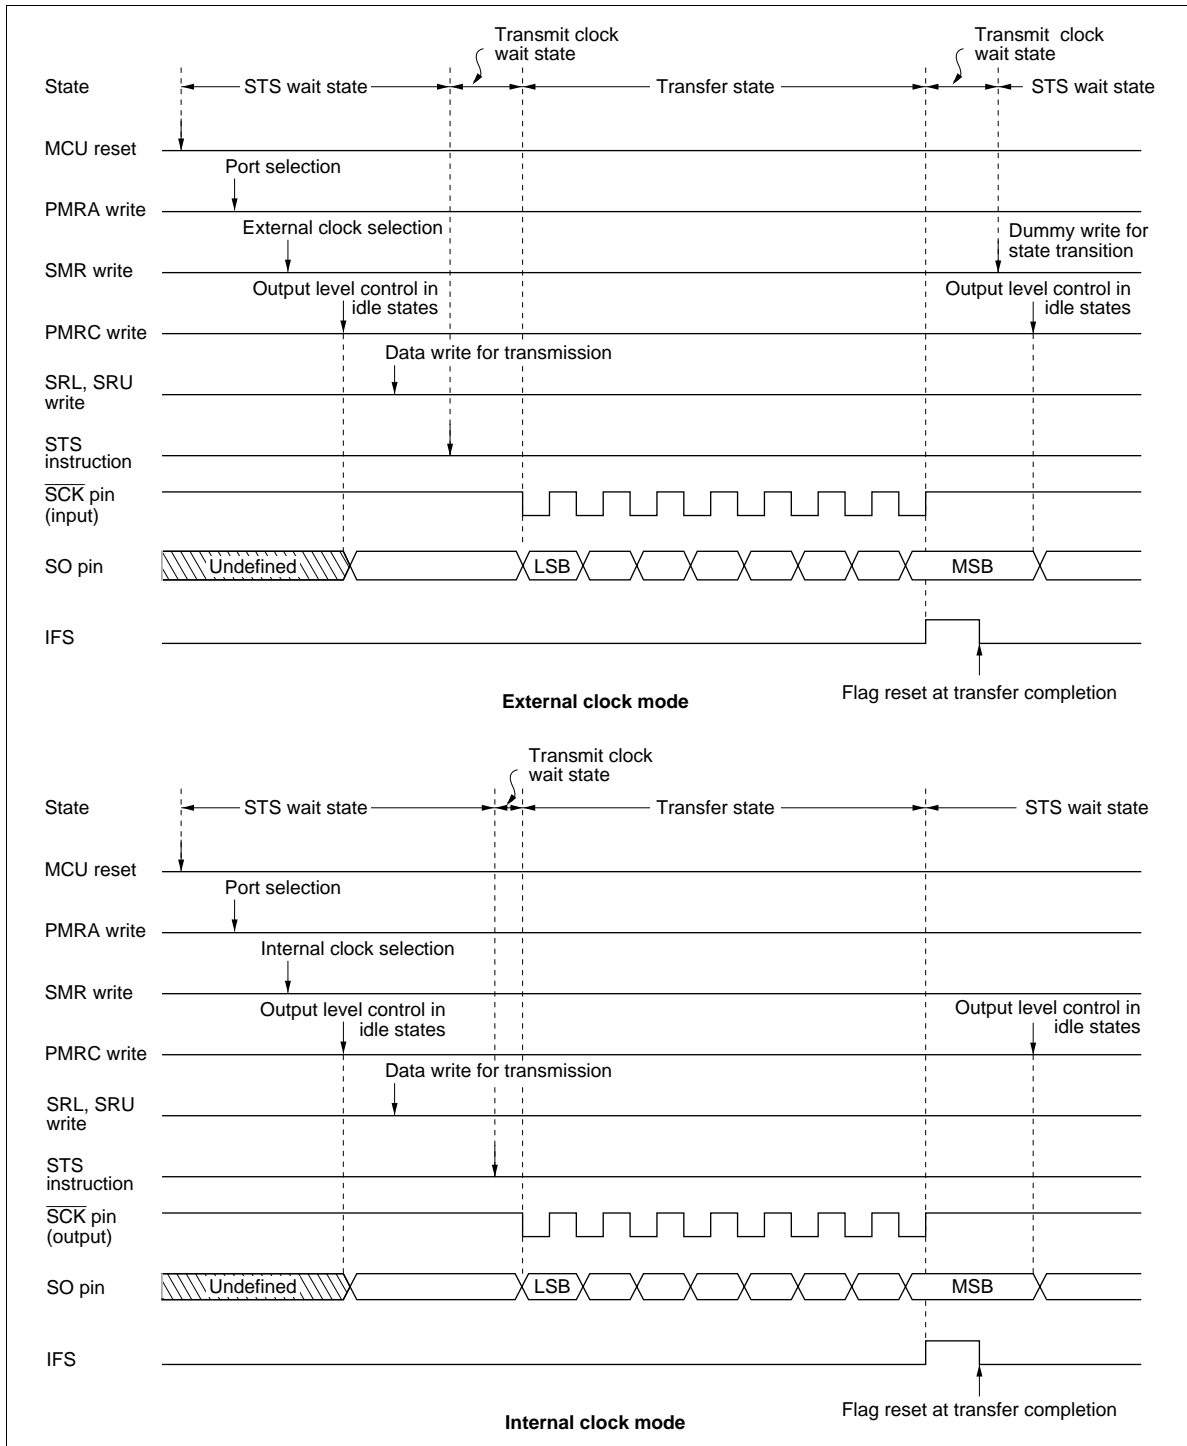 Transmit clock
wait state
Transmit clock
wait state
State
STS wait state
Transfer state
STS wait state
MCU reset
Port selection
PMRA write
External clock selection
Dummy write for
state transition
SMR write
Output level control in
idle states
Output level control in
idle states
PMRC write
Data write for transmission
SRL, SRU
write
STS
instruction
SCK pin
(input)
SO pin
Undefined
LSB
MSB
IFS
Flag reset at transfer completion
External clock mode
Transmit clock
wait state
State
STS wait state
Transfer state
STS wait state
MCU reset
Port selection
PMRA write
Internal clock selection
SMR write
Output level control in
idle states
Output level control in
idle states
PMRC write
Data write for transmission
SRL, SRU
write
STS
instruction
SCK pin
(output)
SO pin
Undefined
LSB
MSB
IFS
Flag reset at transfer completion
Internal clock mode